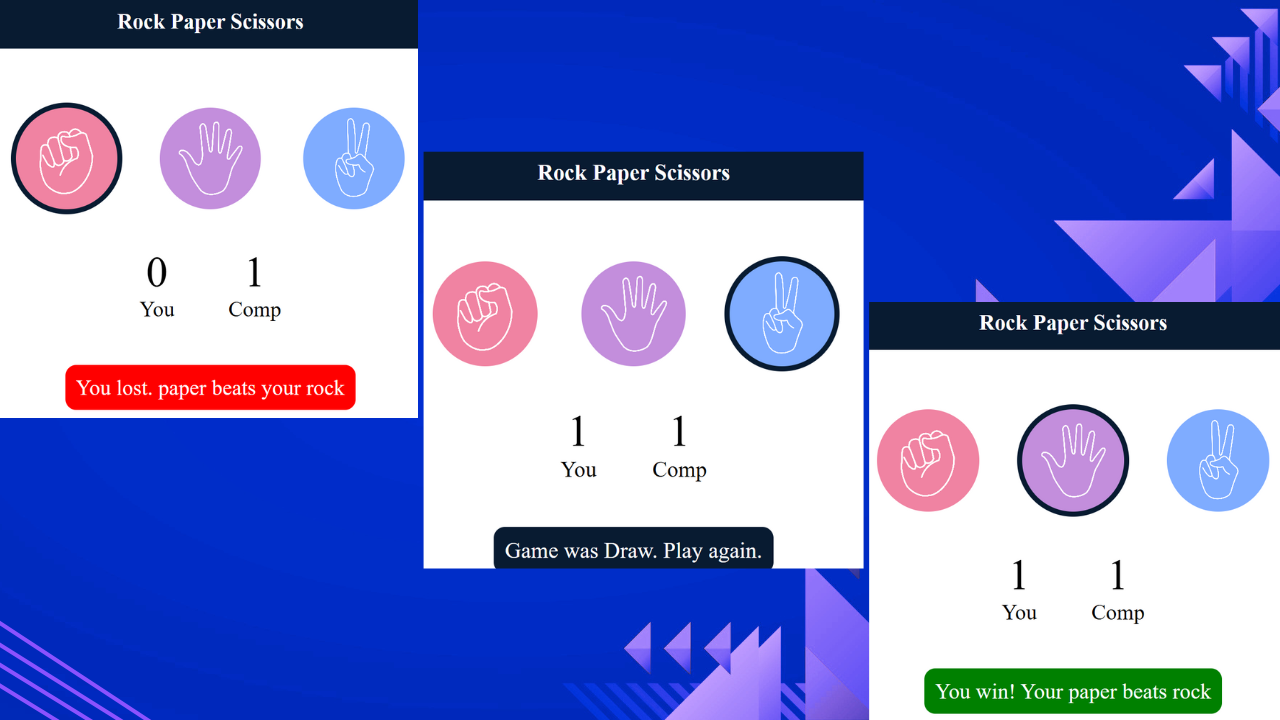 Rock Paper Scissors
0 1
You Comp
You lost. paper beats your rock
Rock Paper Scissors
1 1
You Comp
Game was Draw. Play again.
Rock Paper Scissors
1 1
You Comp
You win! Your paper beats rock